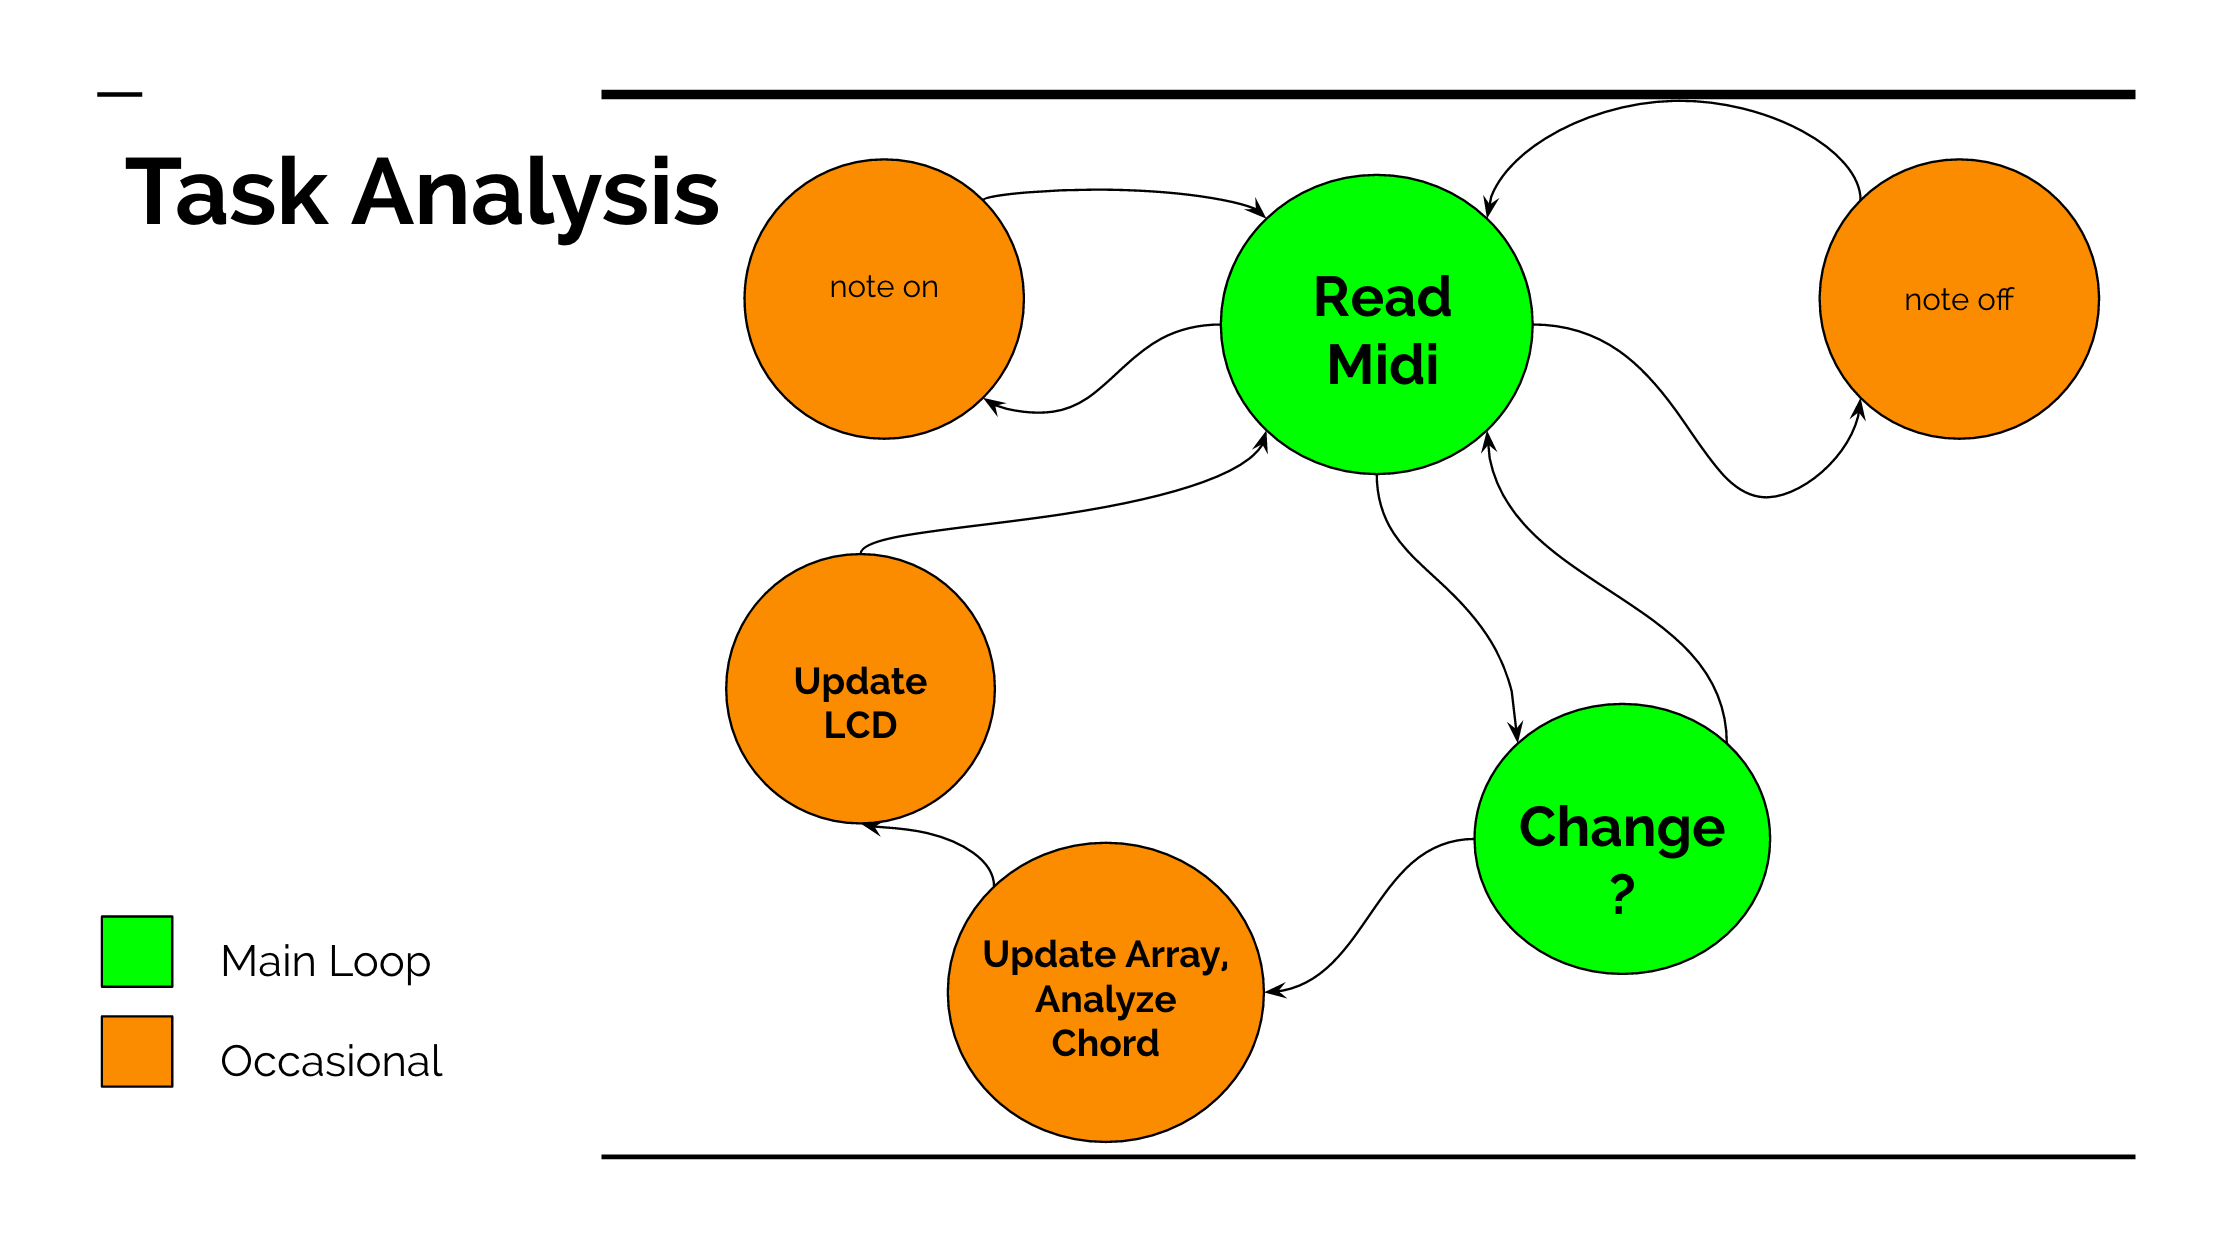 Task Analysis
note on
Read
Midi
note off
Update
LCD
Change
?
Update Array,
Analyze
Chord
Main Loop
Occasional